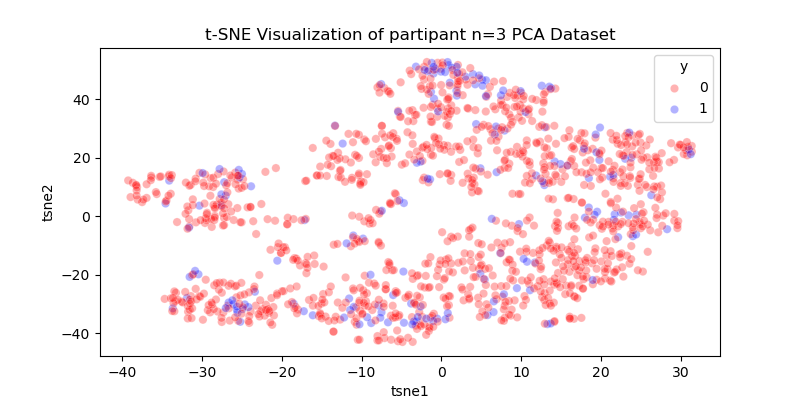 t-SNE Visualization of partipant n=3 PCA Dataset
y
0
1
tsne2
40
20
0
−20
−40
−40 −30 −20 −10 0 10 20 30
tsne1